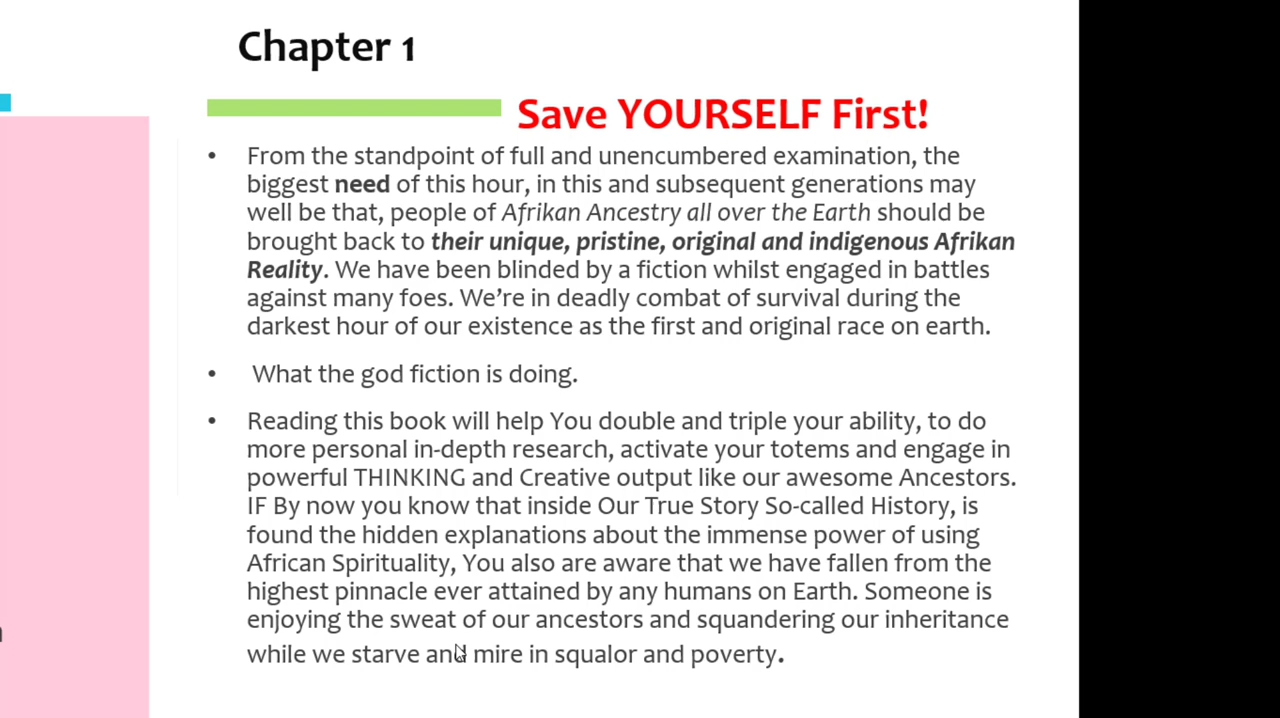 Chapter 1
Save YOURSELF First!
• From the standpoint of full and unencumbered examination, the
biggest need of this hour, in this and subsequent generations may
well be that, people of Afrikan Ancestry all over the Earth should be
brought back to their unique, pristine, original and indigenous Afrikan
Reality. We have been blinded by a fiction whilst engaged in battles
against many foes. We’re in deadly combat of survival during the
darkest hour of our existence as the first and original race on earth.
• What the god fiction is doing.
• Reading this book will help You double and triple your ability, to do
more personal in-depth research, activate your totems and engage in
powerful THINKING and Creative output like our awesome Ancestors.
IF By now you know that inside Our True Story So-called History, is
found the hidden explanations about the immense power of using
African Spirituality, You also are aware that we have fallen from the
highest pinnacle ever attained by any humans on Earth. Someone is
enjoying the sweat of our ancestors and squandering our inheritance
while we starve and mire in squalor and poverty.